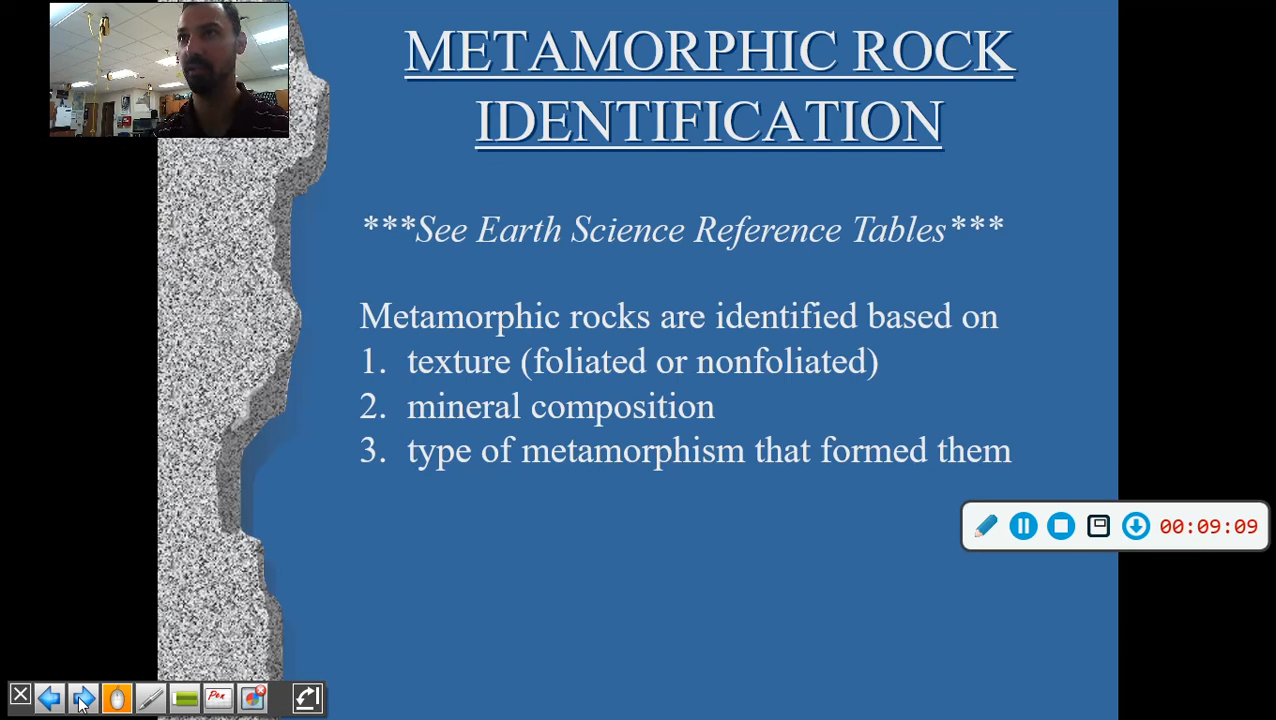 METAMORPHIC ROCK
IDENTIFICATION
***See Earth Science Reference Tables***
Metamorphic rocks are identified based on
1. texture (foliated or nonfoliated)
2. mineral composition
3. type of metamorphism that formed them
00:09:09
Pen